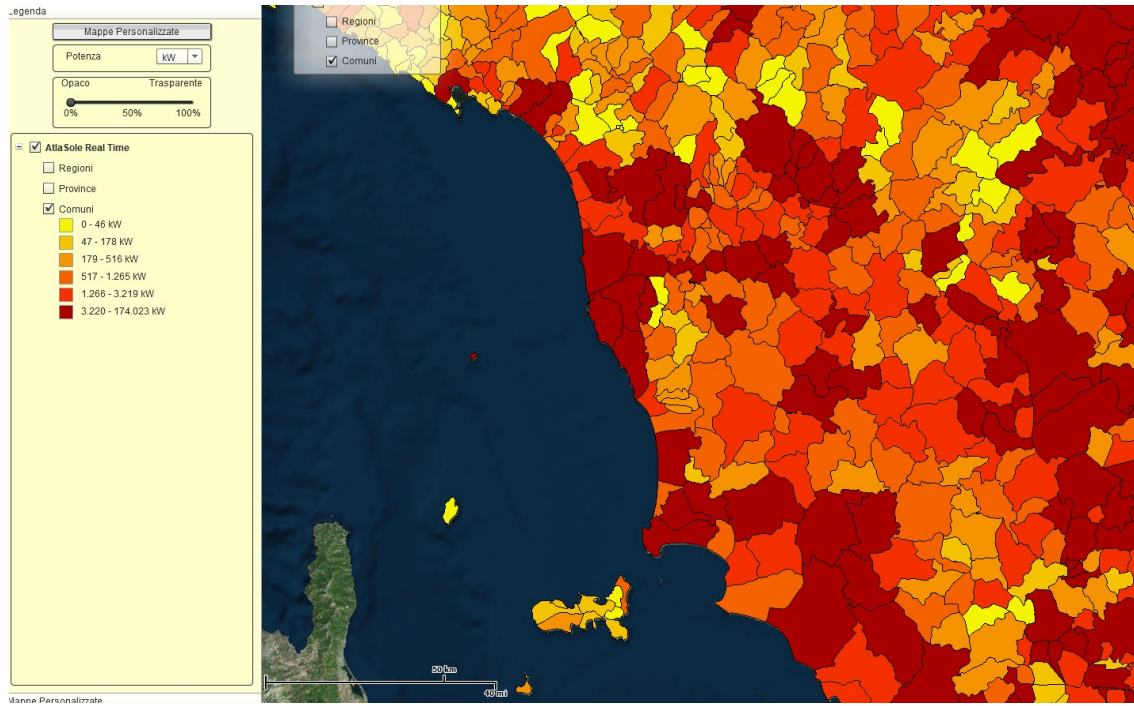 Legenda
Mappe Personalizzate
Potenza
kW
Opaco
Trasparente
0%
50%
100%
AtlaSole Real Time
Regioni
Province
Comuni
0 - 46 kW
47 - 178 kW
179 - 516 kW
517 - 1.265 kW
1.266 - 3.219 kW
3.220 - 174.023 kW
Mappe Personalizzate
Regioni
Province
Comuni
50 km
40 mi